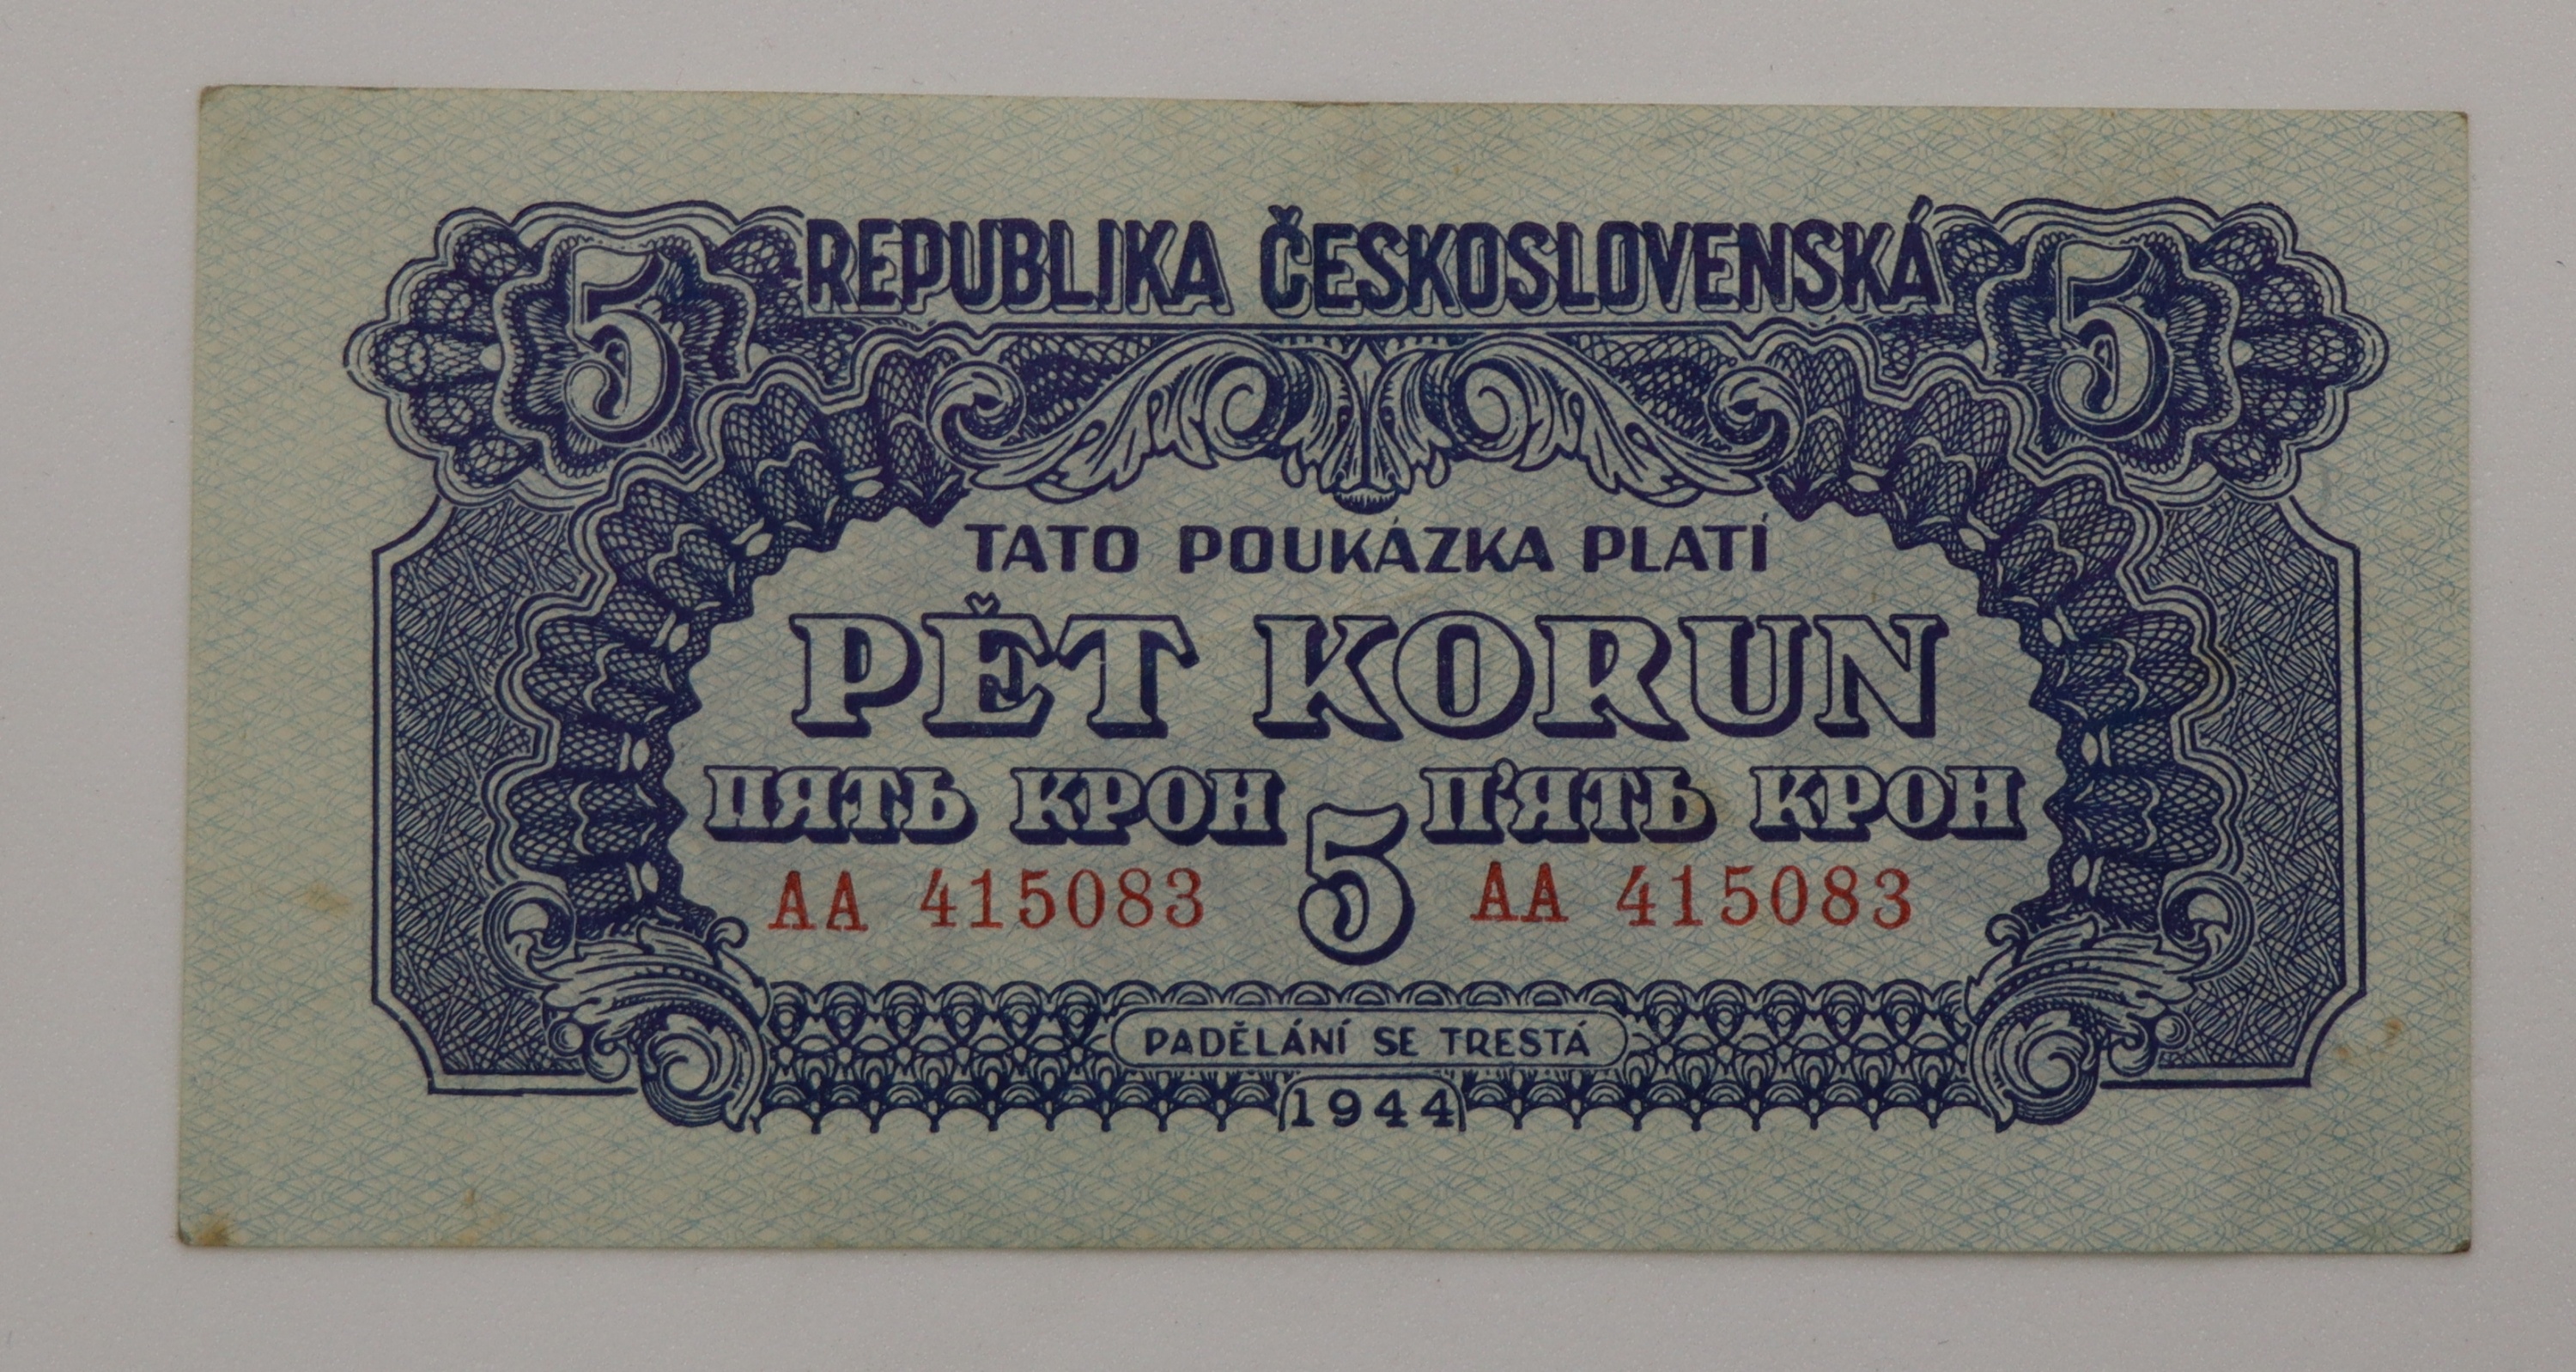 5 REPUBLIKA ČESKOSLOVENSKÁ 5
TATO POUKÁZKA PLATÍ
PĚT KORUN
ПЯТЬ КРОН П'ЯТЬ КРОН
5
AA 415083 AA 415083
PADĚLÁNÍ SE TRESTÁ
1944